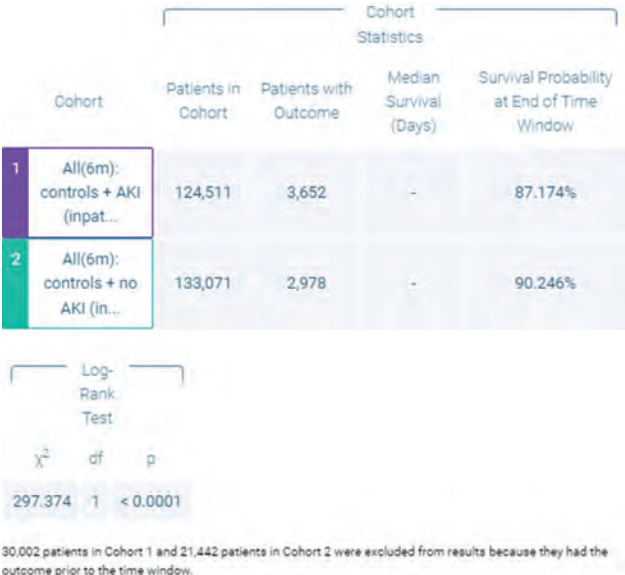 Cohort
Statistics
Cohort
Patients in
Cohort
Patients with
Outcome
Median
Survival
(Days)
Survival Probability
at End of Time
Window
1
All(6m):
controls + AKI
(inpat...
124,511
3,652
-
87.174%
2
All(6m):
controls + no
AKI (in...
133,071
2,978
-
90.246%
Log-
Rank
Test
χ²
df
p
297.374
1
< 0.0001
30,002 patients in Cohort 1 and 21,442 patients in Cohort 2 were excluded from results because they had the
outcome prior to the time window.